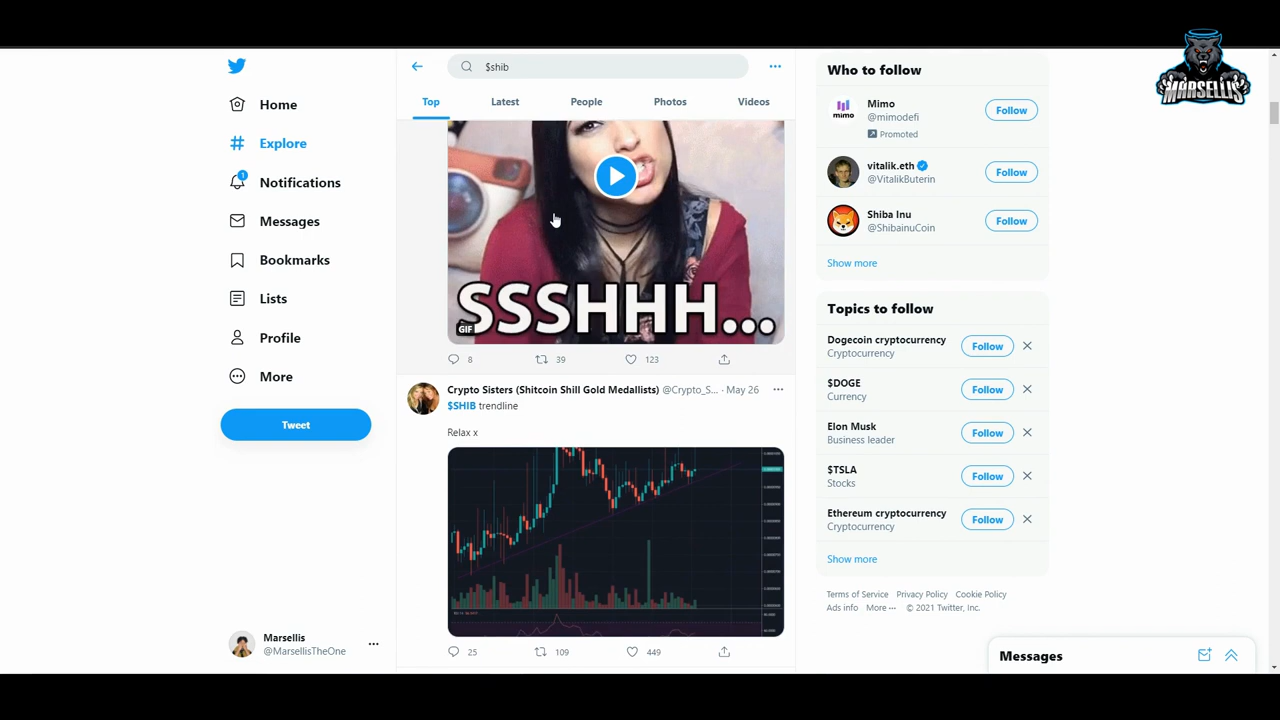 MARSELLIS
$shib
Top
Latest
People
Photos
Videos
Home
Explore
1
Notifications
Messages
Bookmarks
Lists
Profile
More
Tweet
Marsellis
@MarsellisTheOne
SSSHHH...
GIF
8
39
123
Crypto Sisters (Shitcoin Shill Gold Medallists) @Crypto_S... · May 26
$SHIB trendline
Relax x
25
109
449
Who to follow
mimo
Mimo
@mimodefi
Promoted
Follow
vitalik.eth
@VitalikButerin
Follow
Shiba Inu
@ShibainuCoin
Follow
Show more
Topics to follow
Dogecoin cryptocurrency
Cryptocurrency
Follow
$DOGE
Currency
Follow
Elon Musk
Business leader
Follow
$TSLA
Stocks
Follow
Ethereum cryptocurrency
Cryptocurrency
Follow
Show more
Terms of Service Privacy Policy Cookie Policy
Ads info More ··· © 2021 Twitter, Inc.
Messages